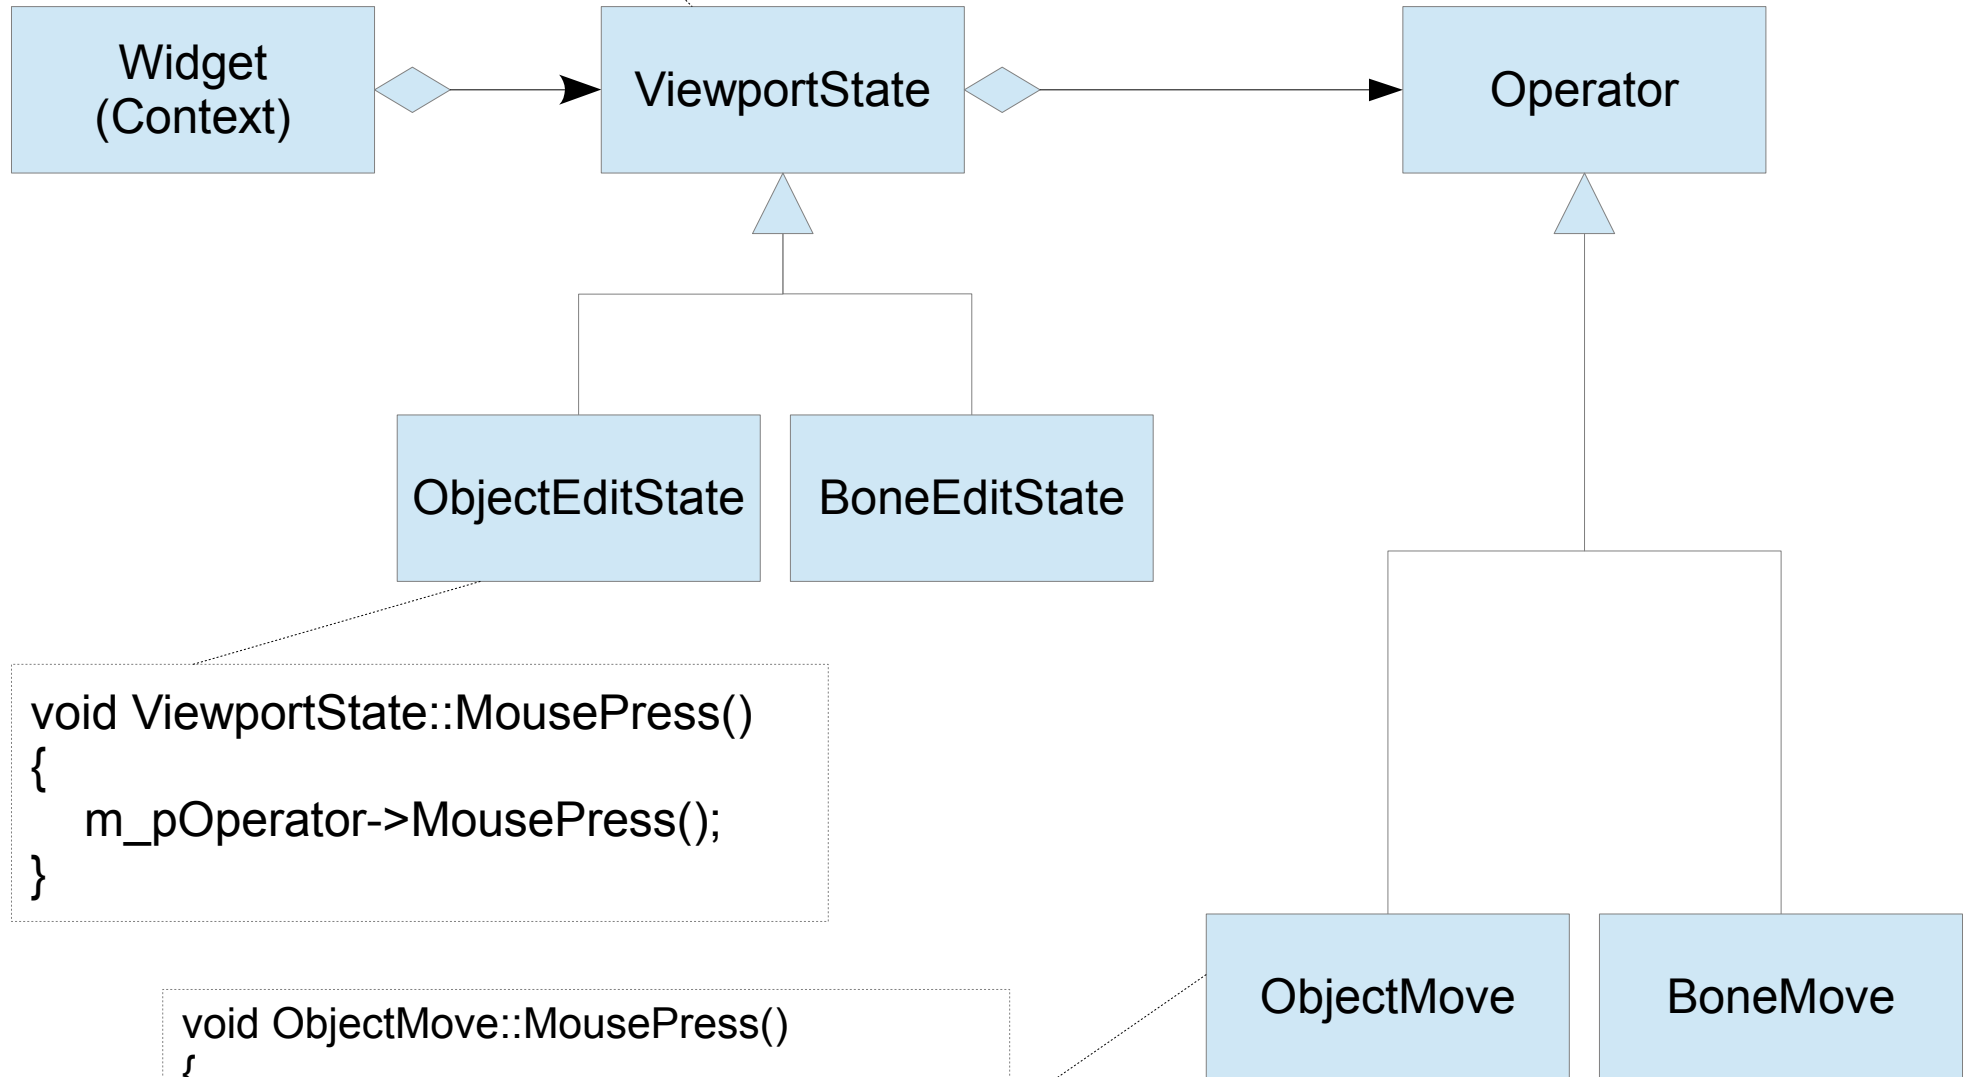 Widget
(Context)
ViewportState
Operator
ObjectEditState
BoneEditState
void ViewportState::MousePress()
{
m_pOperator->MousePress();
}
ObjectMove
BoneMove
void ObjectMove::MousePress()
{